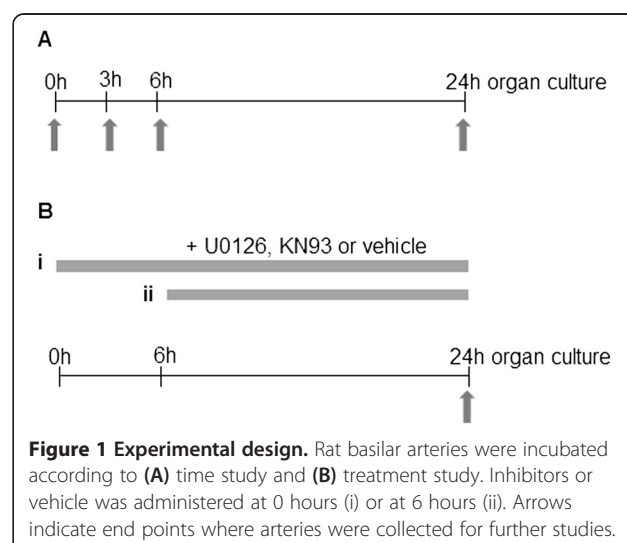 A
0h 3h 6h 24h organ culture
B
+ U0126, KN93 or vehicle
i
ii
0h 6h 24h organ culture
Figure 1 Experimental design. Rat basilar arteries were incubated
according to (A) time study and (B) treatment study. Inhibitors or
vehicle was administered at 0 hours (i) or at 6 hours (ii). Arrows
indicate end points where arteries were collected for further studies.